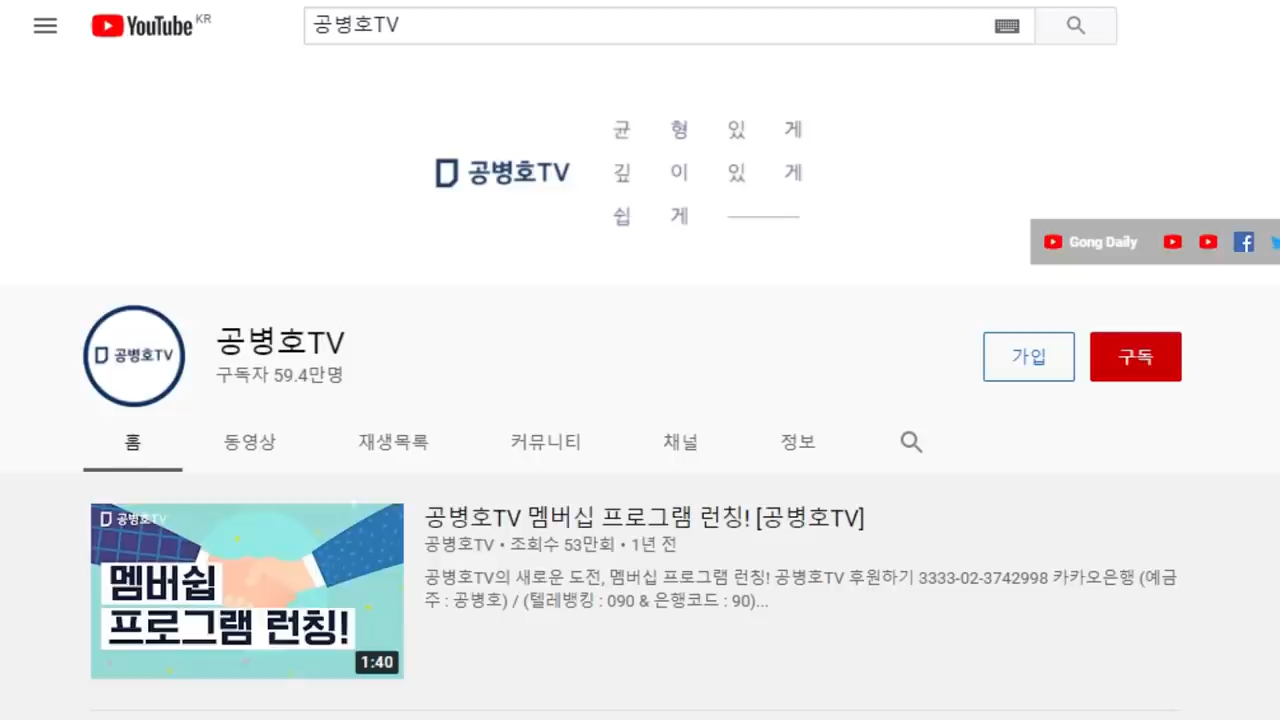 YouTube KR
공병호TV
균 형 있 게
공병호TV
깊 이 있 게
쉽 게
Gong Daily
공병호TV
공병호TV
구독자 59.4만명
가입
구독
홈
동영상
재생목록
커뮤니티
채널
정보
공병호TV
멤버쉽
프로그램 런칭!
1:40
공병호TV 멤버십 프로그램 런칭! [공병호TV]
공병호TV • 조회수 53만회 • 1년 전
공병호TV의 새로운 도전, 멤버십 프로그램 런칭! 공병호TV 후원하기 3333-02-3742998 카카오은행 (예금
주 : 공병호) / (텔레뱅킹 : 090 & 은행코드 : 90)...